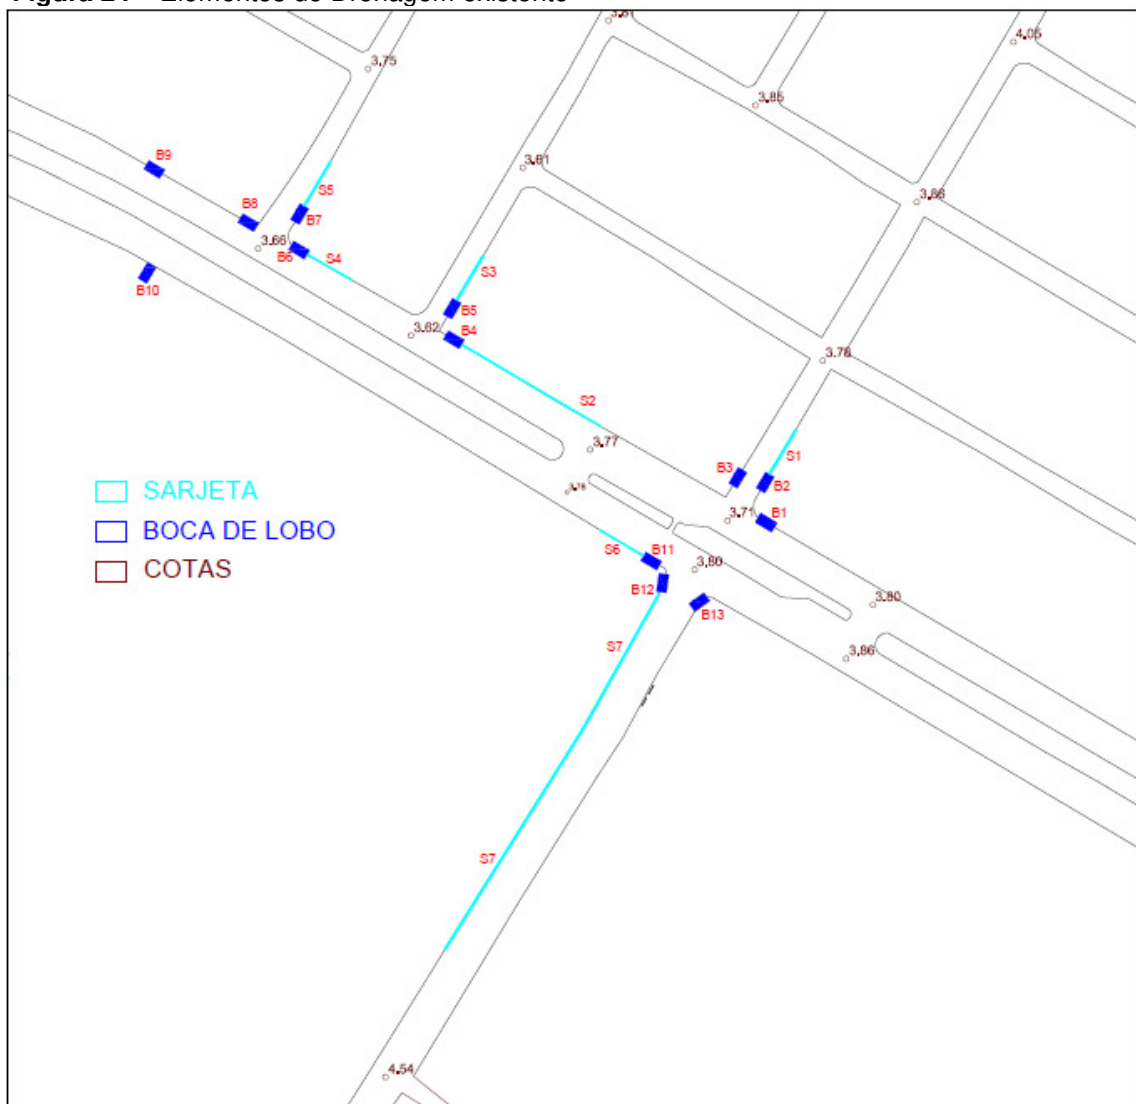 Figura – Elementos de Drenagem existente
4.05
3.75
3.85
B9
3.81
S5
3.66
B8
B7
3.66
B6
S4
S3
B5
3.62
B4
3.78
S2
3.77
S1
B3
B2
3.78
SARJETA
3.71
B1
BOCA DE LOBO
S6
B11
3.80
COTAS
B12
B13
3.80
S7
3.86
S7
4.54
B10